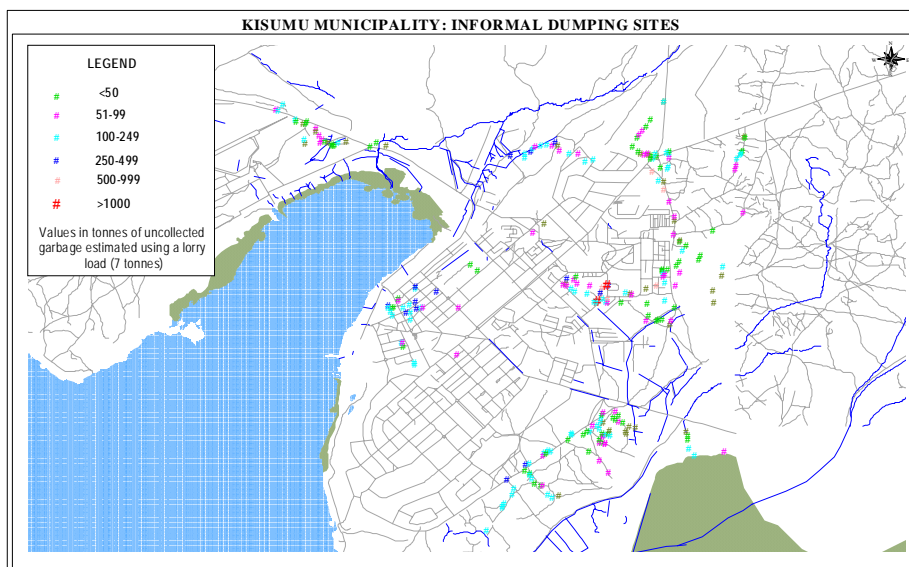 KISUMU MUNICIPALITY: INFORMAL DUMPING SITES
LEGEND
# <50
# 51-99
# 100-249
# 250-499
# 500-999
# >1000
Values in tonnes of uncollected
garbage estimated using a lorry
load (7 tonnes)